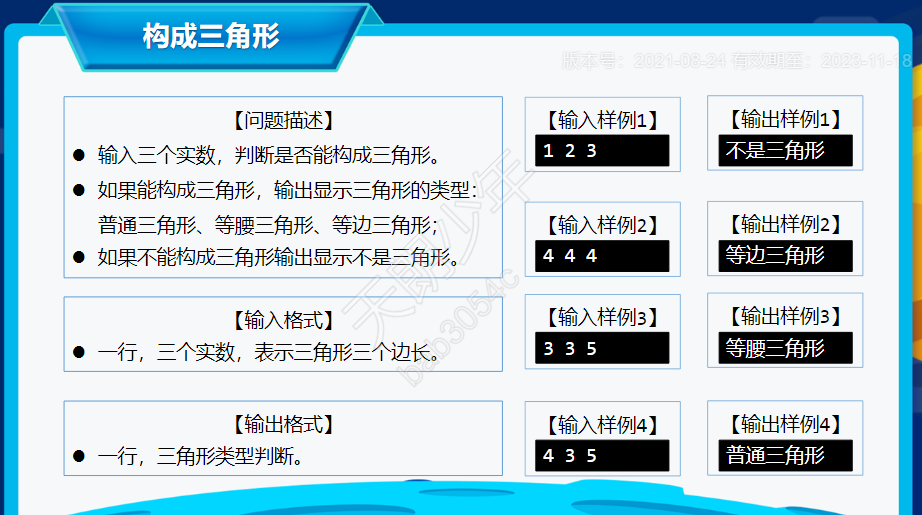 构成三角形
版本号：2021-08-24 有效期至：2023-11-18
【问题描述】
● 输入三个实数，判断是否能构成三角形。
● 如果能构成三角形，输出显示三角形的类型：
普通三角形、等腰三角形、等边三角形；
● 如果不能构成三角形输出显示不是三角形。
【输入格式】
● 一行，三个实数，表示三角形三个边长。
【输出格式】
● 一行，三角形类型判断。
【输入样例1】
1 2 3
【输出样例1】
不是三角形
【输入样例2】
4 4 4
【输出样例2】
等边三角形
【输入样例3】
3 3 5
【输出样例3】
等腰三角形
【输入样例4】
4 3 5
【输出样例4】
普通三角形
天朗少年
bab3054c